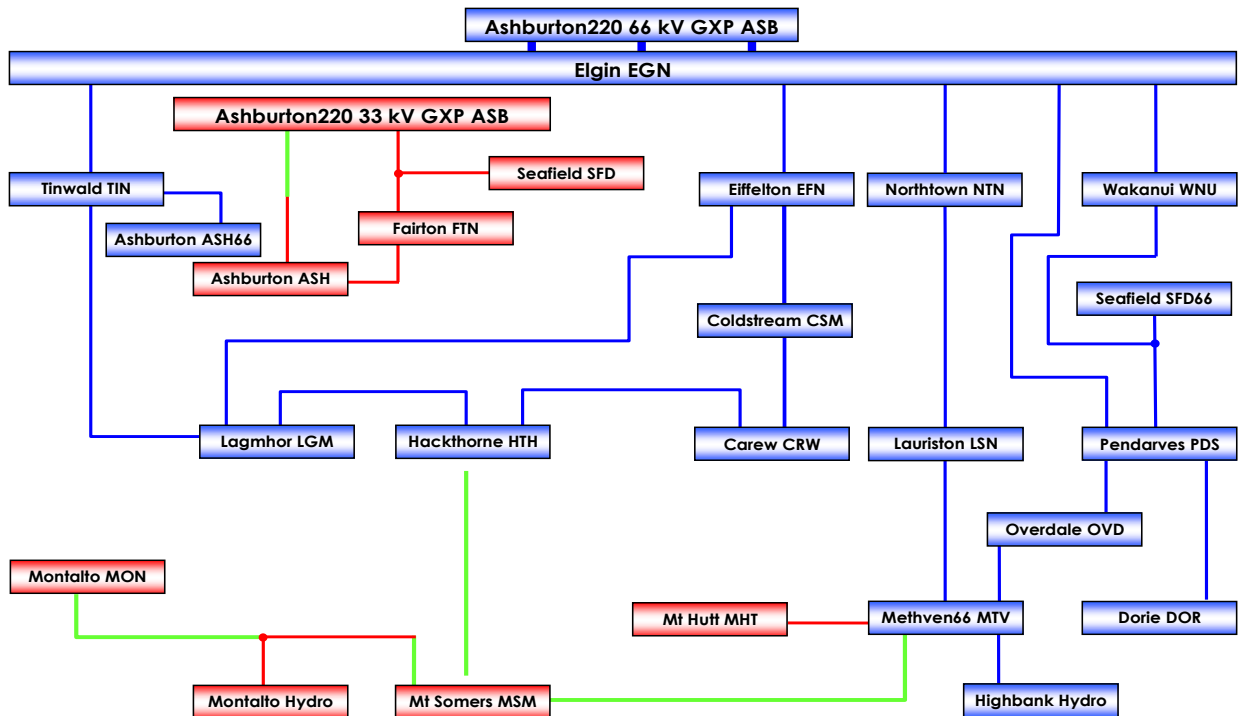 Ashburton220 66 kV GXP ASB
Elgin EGN
Ashburton220 33 kV GXP ASB
Seafield SFD
Tinwald TIN
Eiffelton EFN
Northtown NTN
Wakanui WNU
Ashburton ASH66
Fairton FTN
Ashburton ASH
Seafield SFD66
Coldstream CSM
Lagmhor LGM
Hackthorne HTH
Carew CRW
Lauriston LSN
Pendarves PDS
Overdale OVD
Montalto MON
Mt Hutt MHT
Methven66 MTV
Dorie DOR
Montalto Hydro
Mt Somers MSM
Highbank Hydro